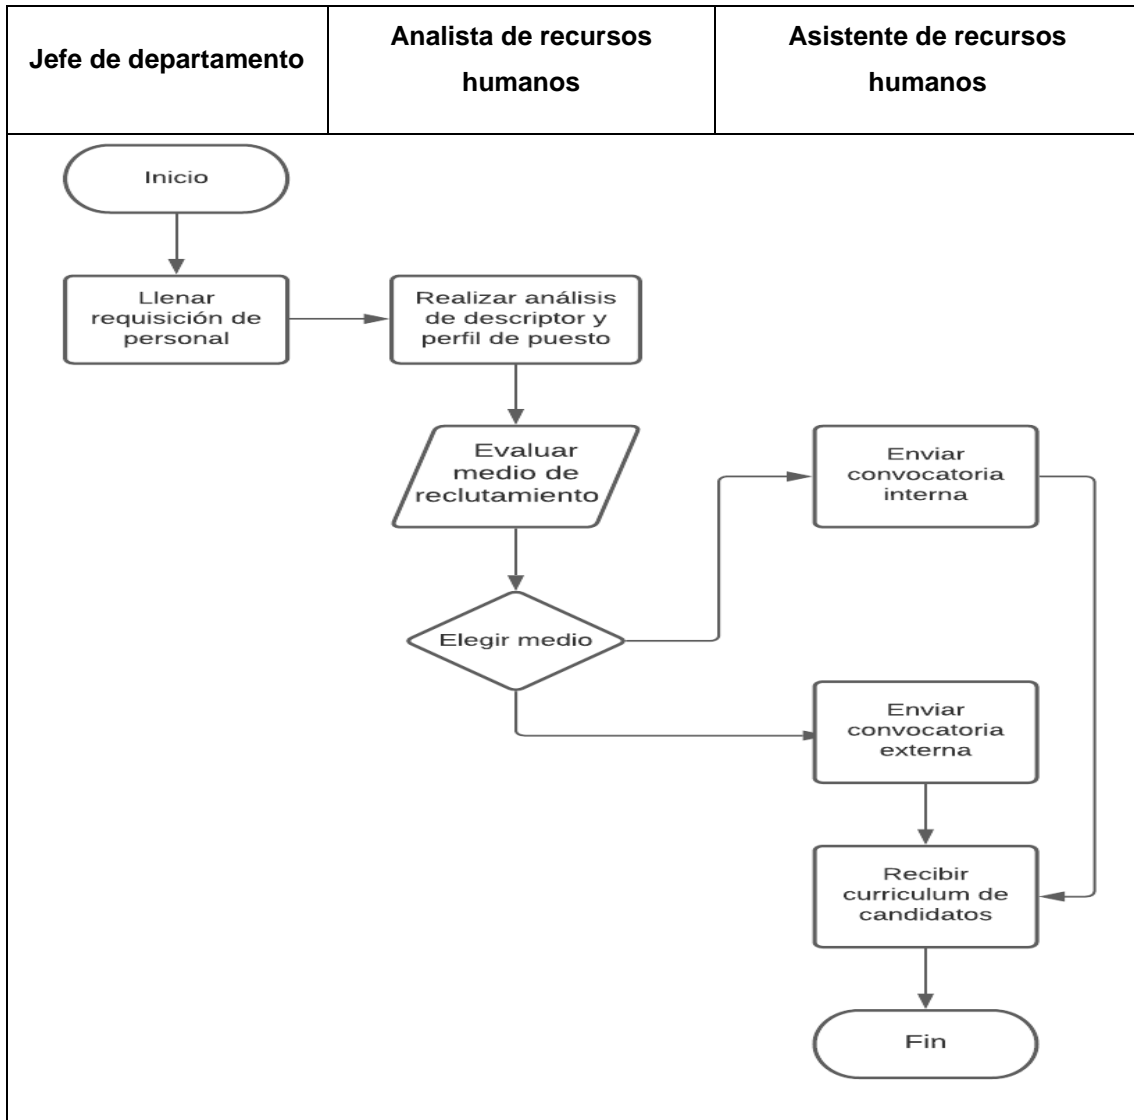 Jefe de departamento
Analista de recursos
humanos
Asistente de recursos
humanos
Inicio
Llenar
requisición de
personal
Realizar análisis
de descriptor y
perfil de puesto
Evaluar
medio de
reclutamiento
Enviar
convocatoria
interna
Elegir medio
Enviar
convocatoria
externa
Recibir
curriculum de
candidatos
Fin